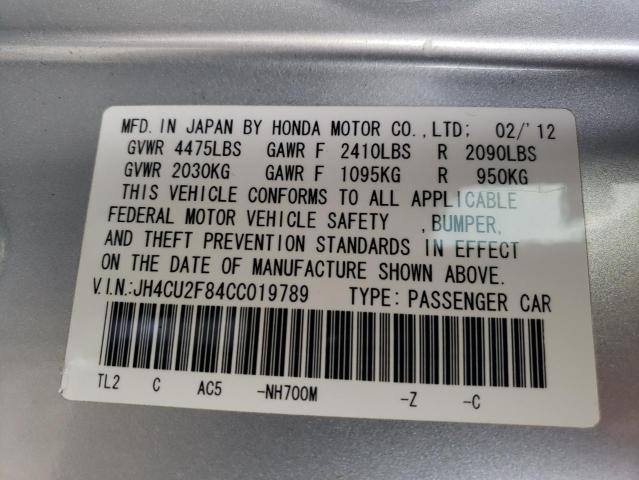 MFD. IN JAPAN BY HONDA MOTOR CO., LTD; 02/'12
GVWR 4475LBS GAWR F 2410LBS R 2090LBS
GVWR 2030KG GAWR F 1095KG R 950KG
THIS VEHICLE CONFORMS TO ALL APPLICABLE
FEDERAL MOTOR VEHICLE SAFETY , BUMPER,
AND THEFT PREVENTION STANDARDS IN EFFECT
ON THE DATE OF MANUFACTURE SHOWN ABOVE.
V.I.N.:JH4CU2F84CC019789 TYPE: PASSENGER CAR
TL2 C AC5 -NH700M -Z -C